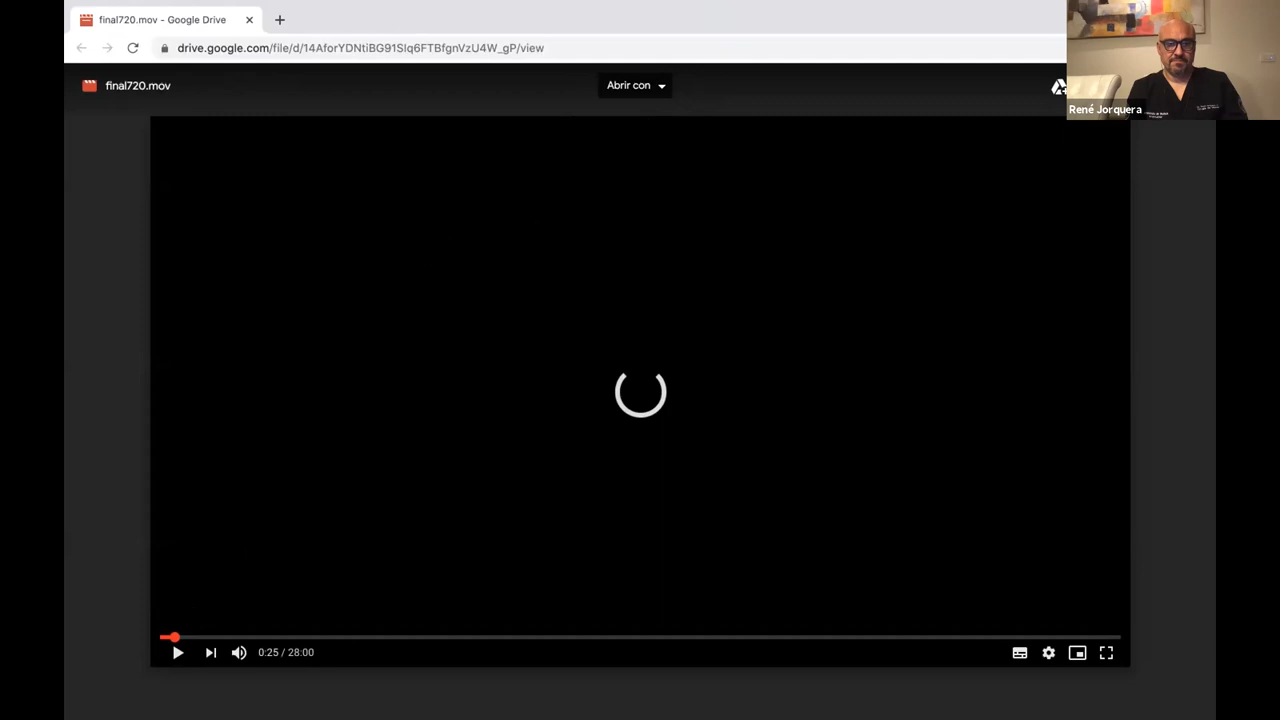 final720.mov - Google Drive
drive.google.com/file/d/14AforYDNtiBG91SIq6FTBfgnVzU4W_gP/view
final720.mov
Abrir con
René Jorquera
0:25 / 28:00